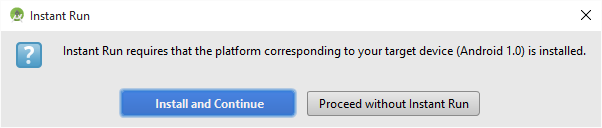 Instant Run
Instant Run requires that the platform corresponding to your target device (Android 1.0) is installed.
Install and Continue
Proceed without Instant Run